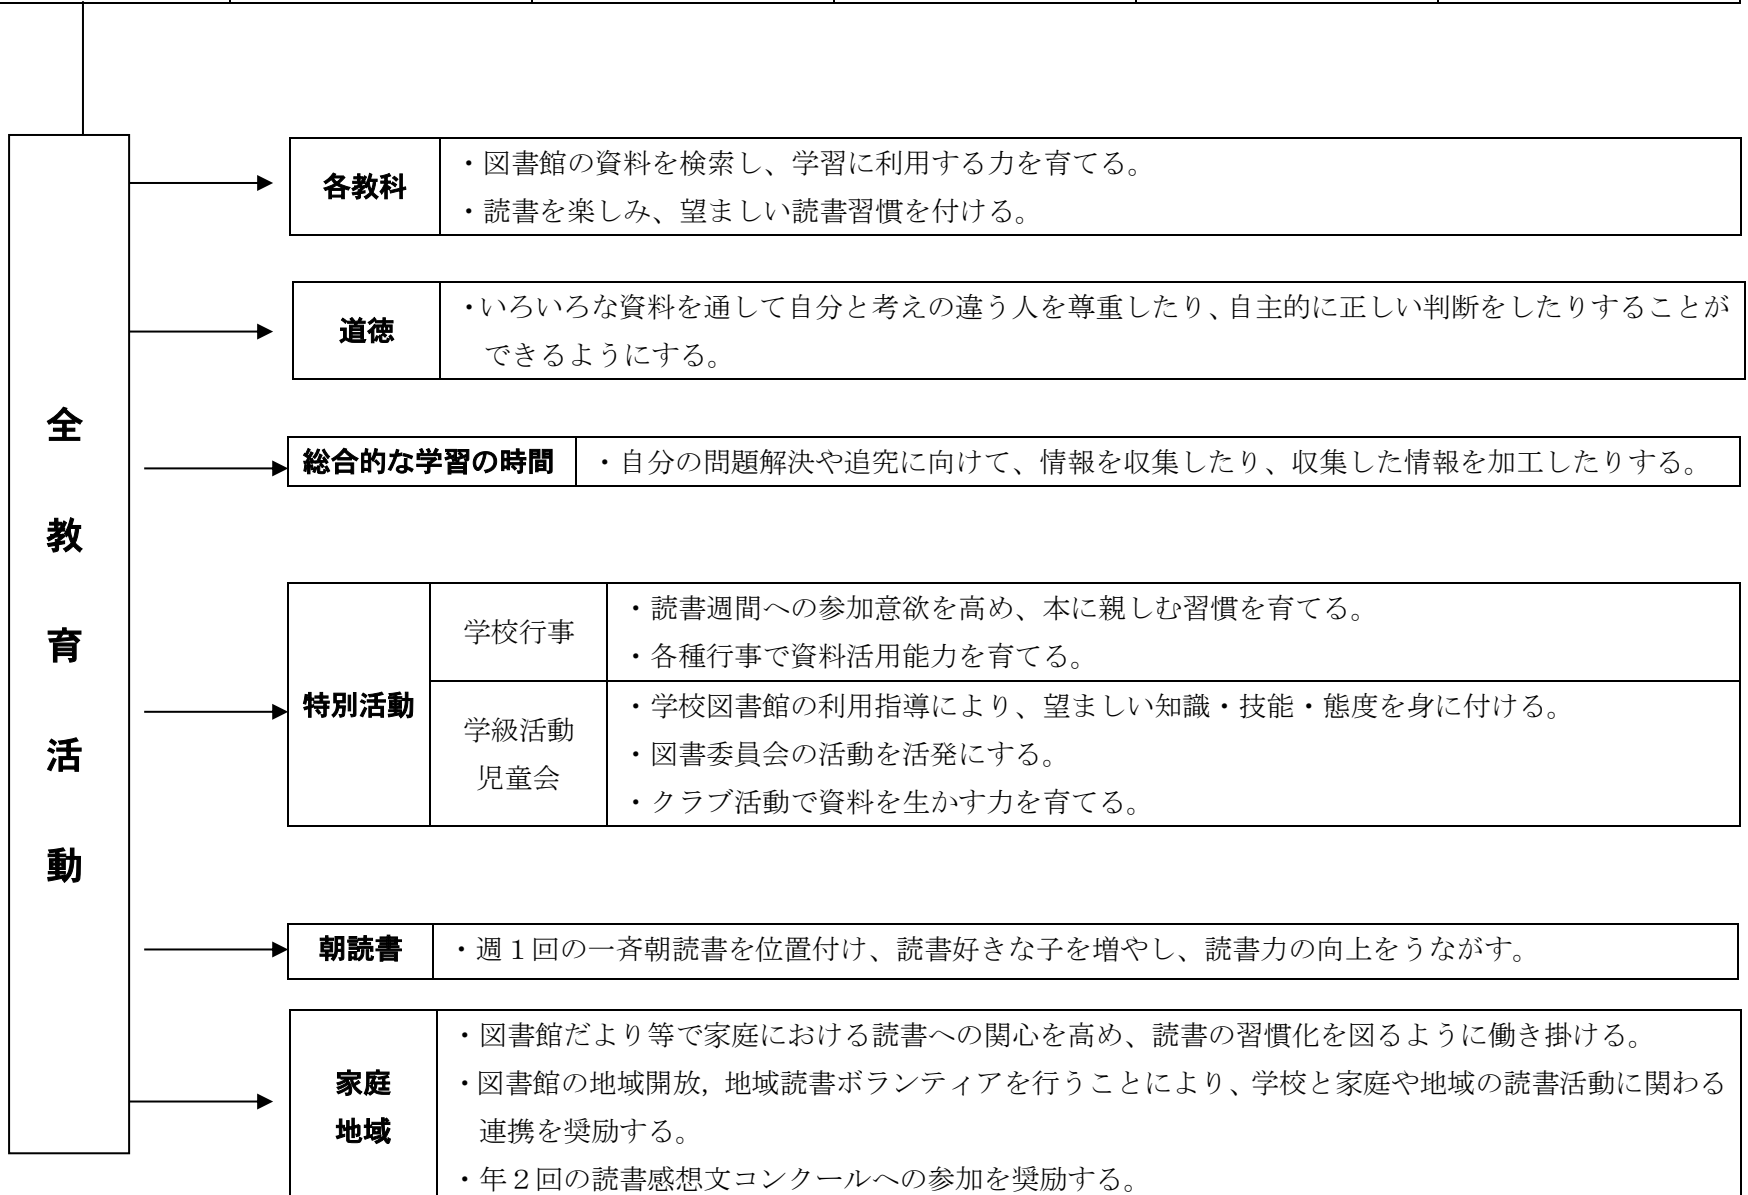 全教育活動
各教科
・図書館の資料を検索し、学習に利用する力を育てる。
・読書を楽しみ、望ましい読書習慣を付ける。
道徳
・いろいろな資料を通して自分と考えの違う人を尊重したり、自主的に正しい判断をしたりすることが
できるようにする。
総合的な学習の時間
・自分の問題解決や追究に向けて、情報を収集したり、収集した情報を加工したりする。
特別活動
学校行事
・読書週間への参加意欲を高め、本に親しむ習慣を育てる。
・各種行事で資料活用能力を育てる。
学級活動
児童会
・学校図書館の利用指導により、望ましい知識・技能・態度を身に付ける。
・図書委員会の活動を活発にする。
・クラブ活動で資料を生かす力を育てる。
朝読書
・週１回の一斉朝読書を位置付け、読書好きな子を増やし、読書力の向上をうながす。
家庭
地域
・図書館だより等で家庭における読書への関心を高め、読書の習慣化を図るように働き掛ける。
・図書館の地域開放，地域読書ボランティアを行うことにより、学校と家庭や地域の読書活動に関わる
連携を奨励する。
・年２回の読書感想文コンクールへの参加を奨励する。